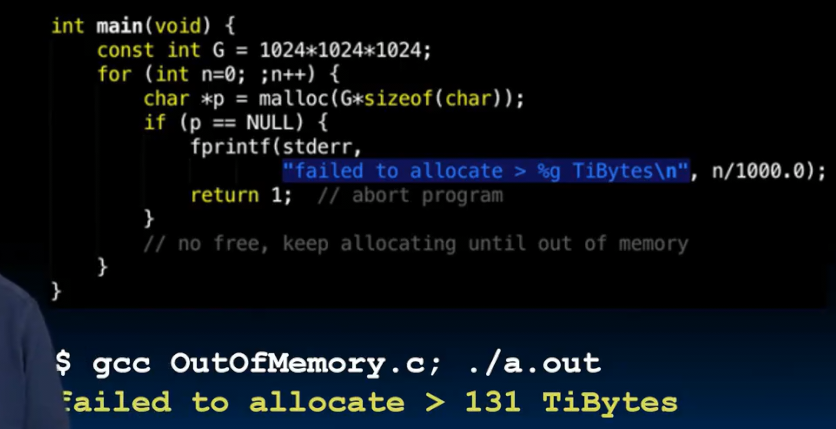 int main(void) {
const int G = 1024*1024*1024;
for (int n=0; ;n++) {
char *p = malloc(G*sizeof(char));
if (p == NULL) {
fprintf(stderr,
"failed to allocate > %g TiBytes\n", n/1000.0);
return 1;  // abort program
}
// no free, keep allocating until out of memory
}
}
$ gcc OutOfMemory.c; ./a.out
failed to allocate > 131 TiBytes